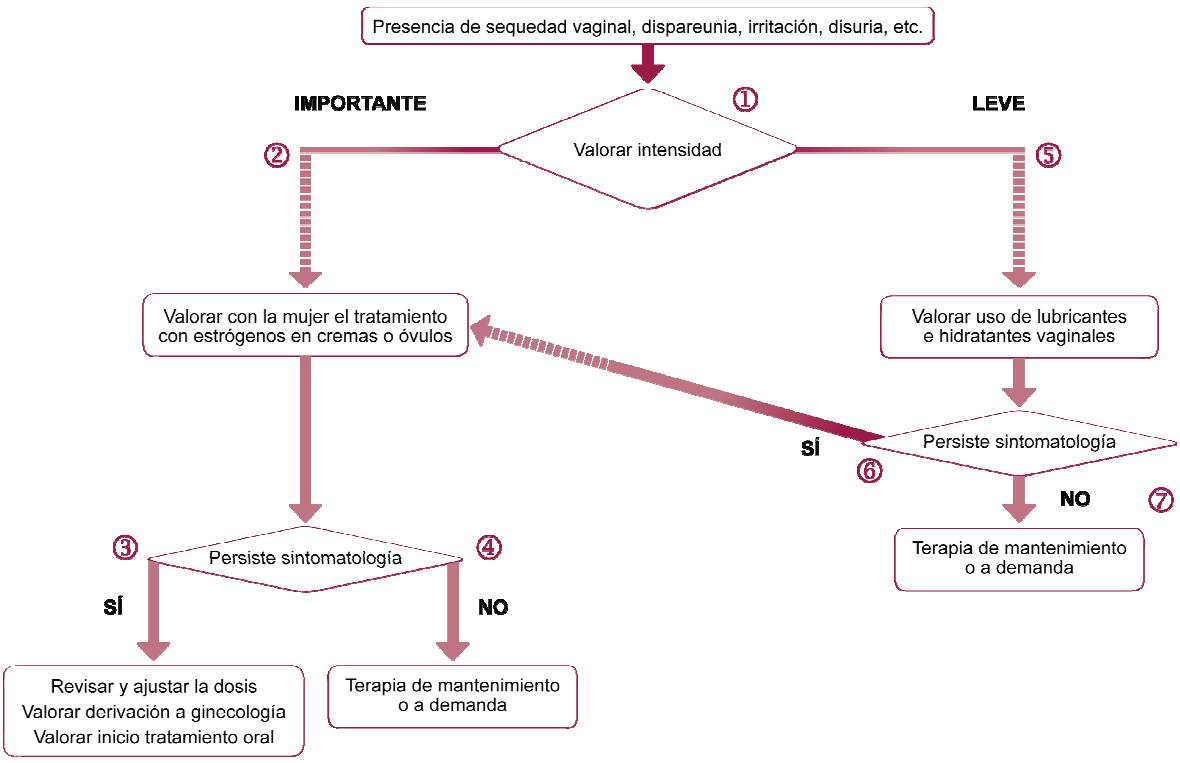 Presencia de sequedad vaginal, dispareunia, irritación, disuria, etc.
①
IMPORTANTE
LEVE
Valorar intensidad
②
⑤
Valorar con la mujer el tratamiento
con estrógenos en cremas o óvulos
Valorar uso de lubricantes
e hidratantes vaginales
Persiste sintomatología
SÍ
⑥
NO
⑦
Terapia de mantenimiento
o a demanda
③
Persiste sintomatología
④
SÍ
NO
Revisar y ajustar la dosis
Valorar derivación a ginecología
Valorar inicio tratamiento oral
Terapia de mantenimiento
o a demanda